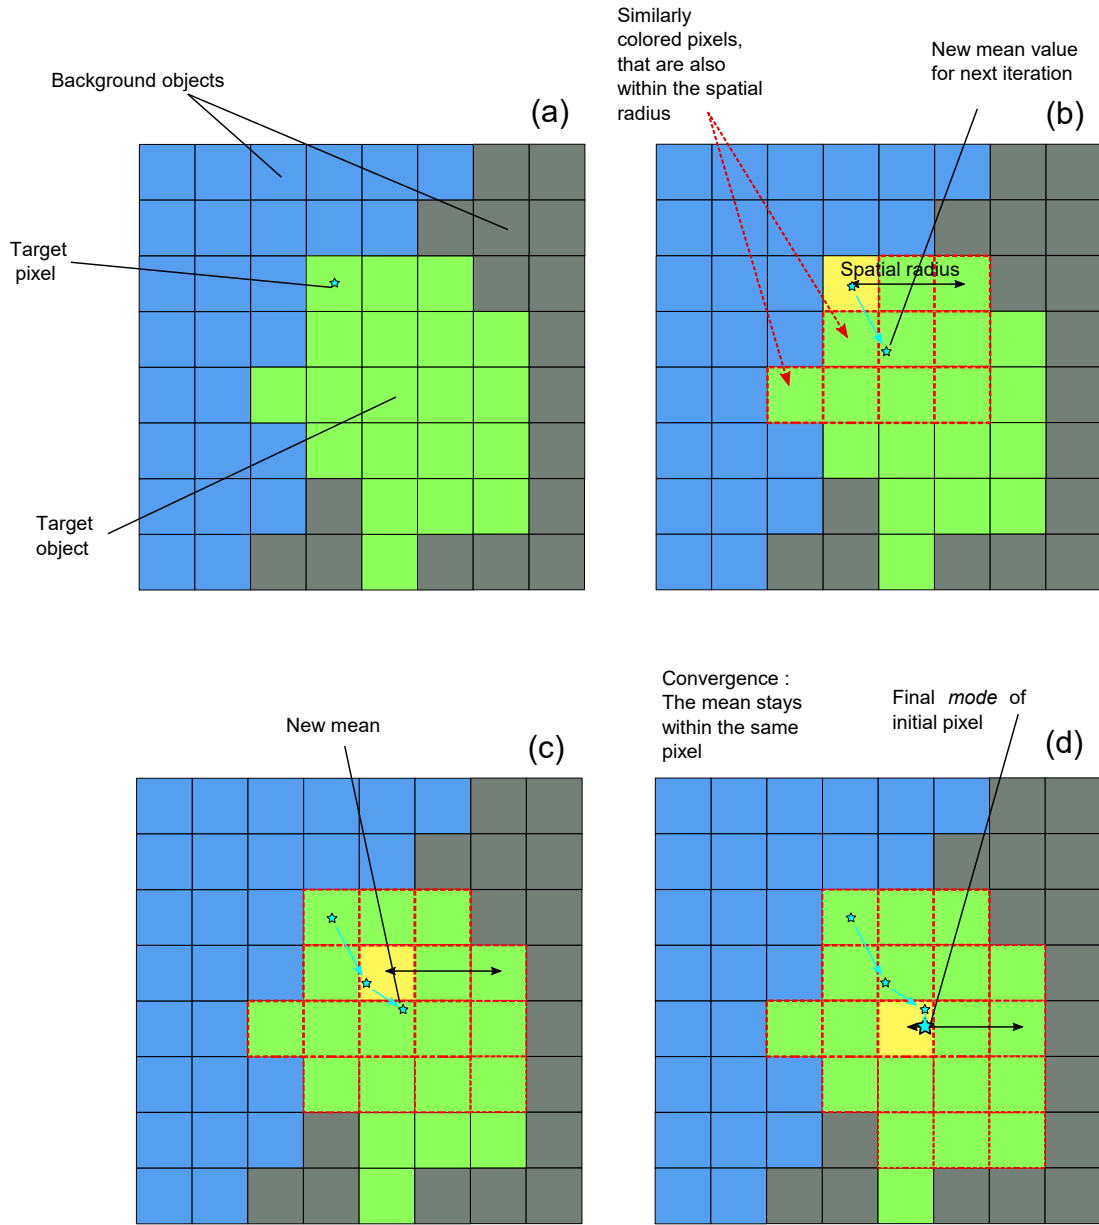 Background objects
(a)
Target
pixel
Target
object
Similarly
colored pixels,
that are also
within the spatial
radius
New mean value
for next iteration
(b)
Spatial radius
New mean
(c)
Convergence :
The mean stays
within the same
pixel
Final mode of
initial pixel
(d)